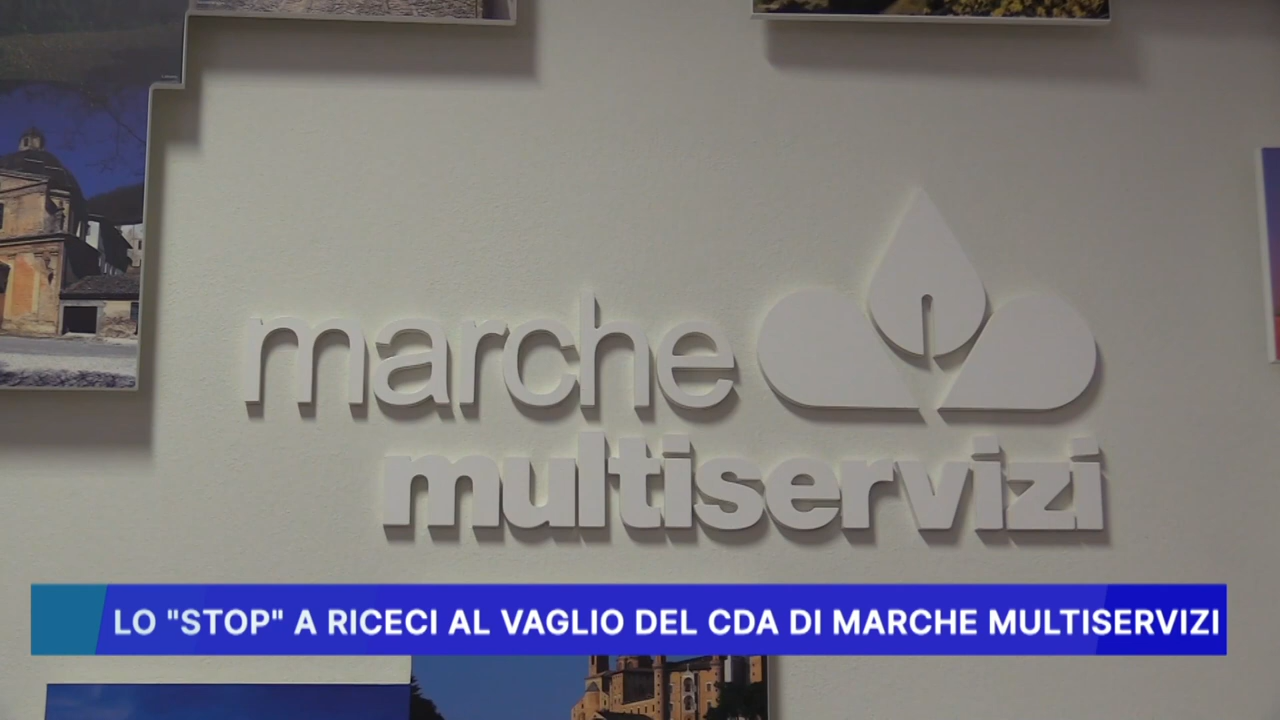 marche
multiservizi
LO "STOP" A RICECI AL VAGLIO DEL CDA DI MARCHE MULTISERVIZI